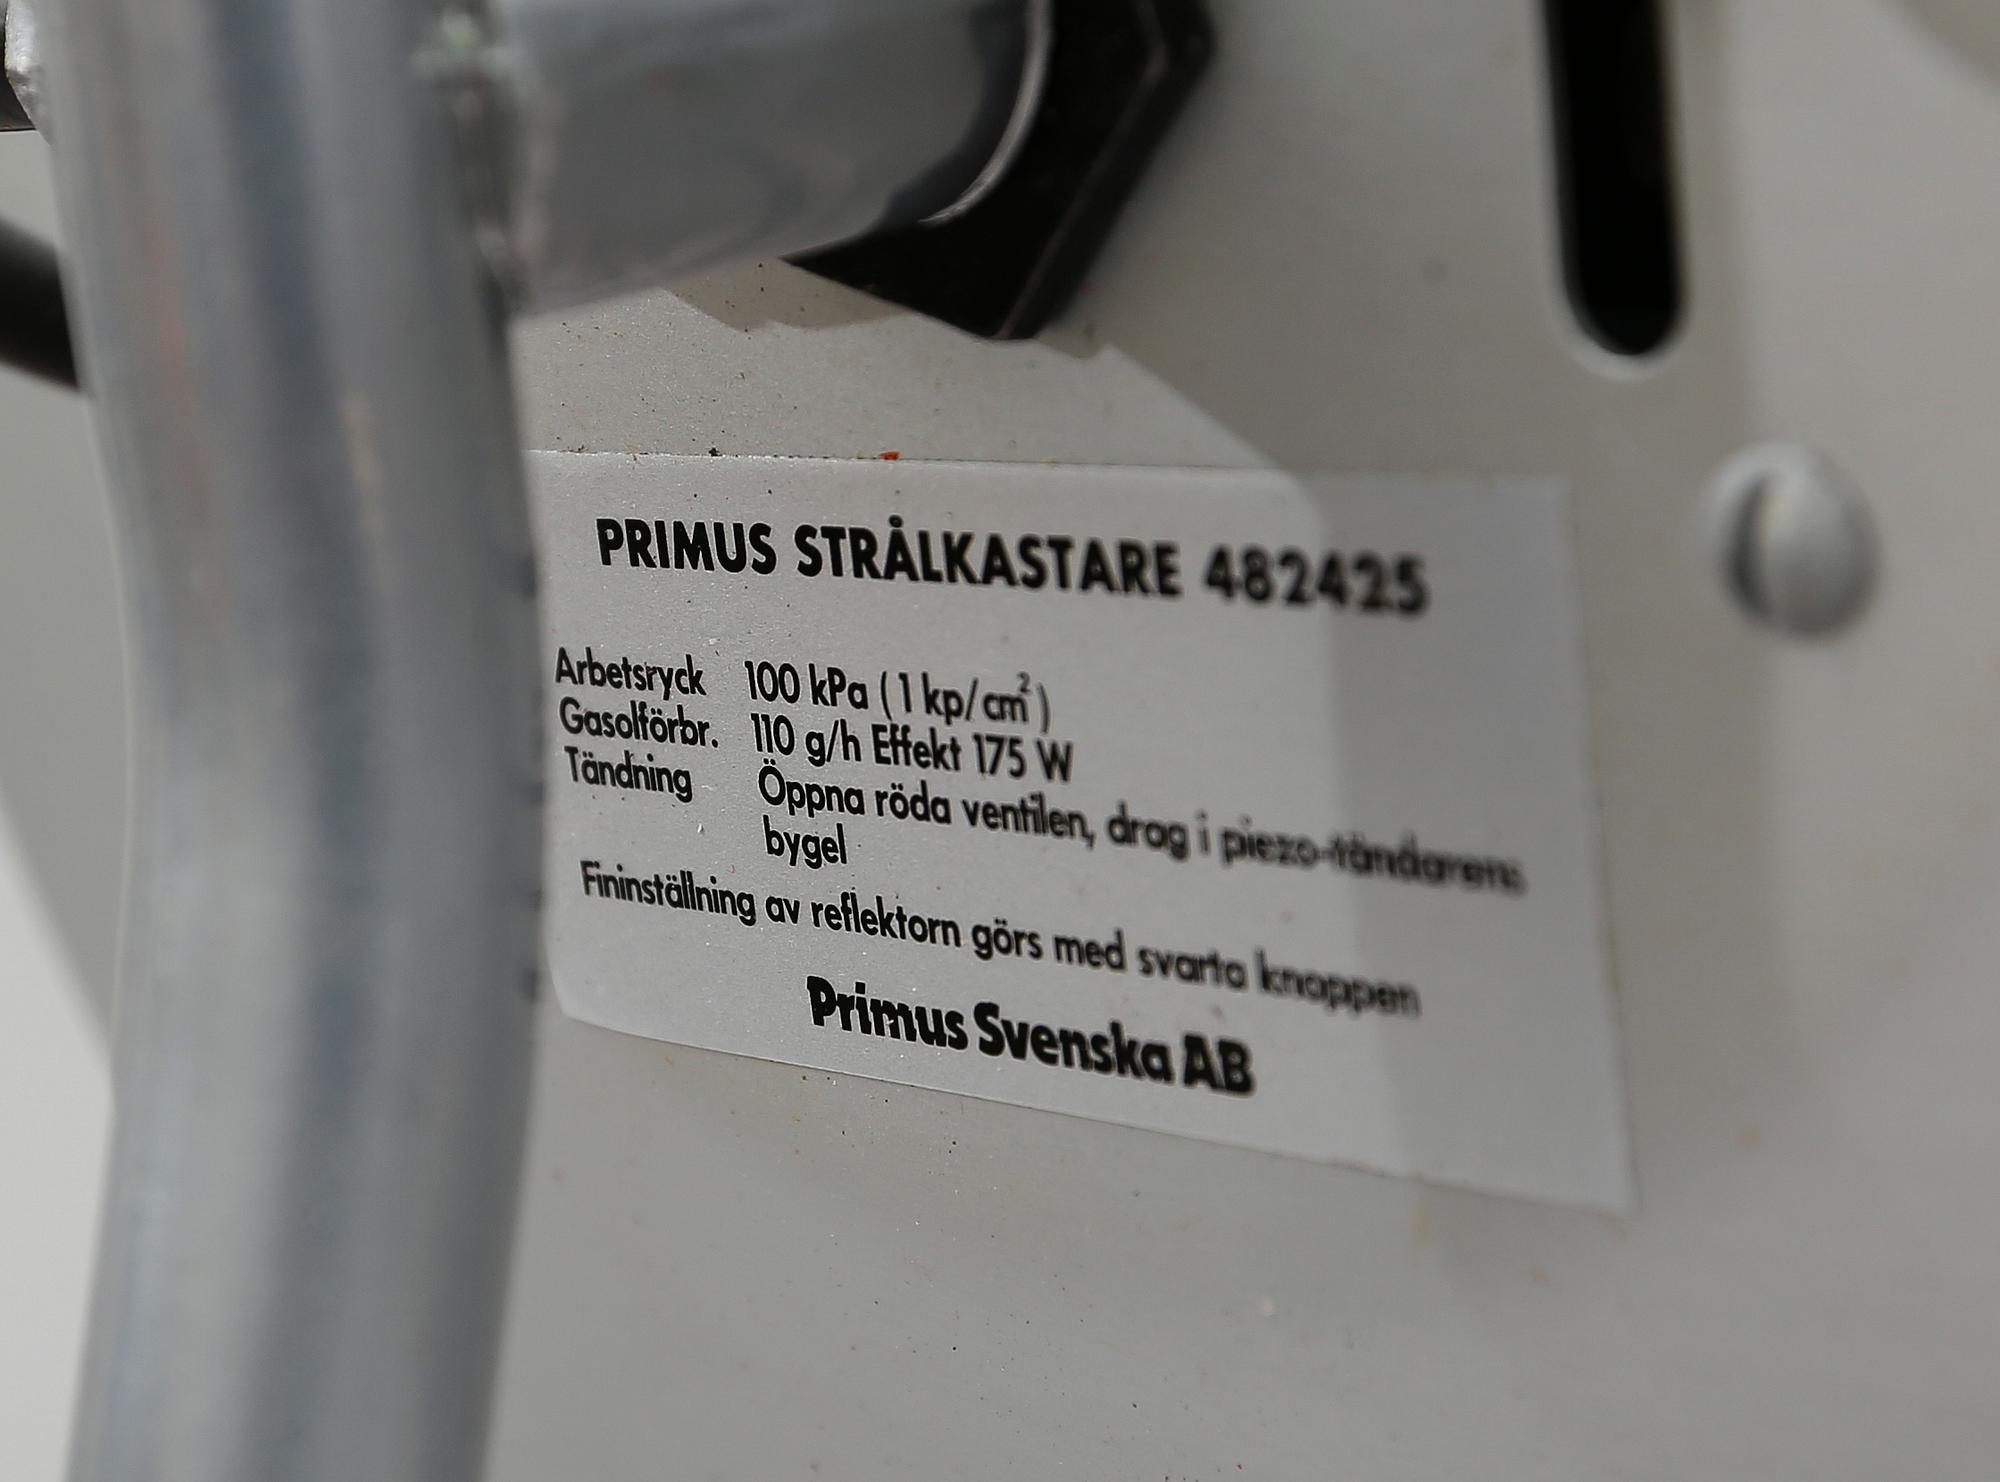 PRIMUS STRÅLKASTARE 482425
Arbetsryck 100 kPa (1 kp/cm²)
Gasolförbr. 110 g/h Effekt 175 W
Tändning Öppna röda ventilen, drag i piezo-tändarens
bygel
Fininställning av reflektorn görs med svarta knappen
Primus Svenska AB